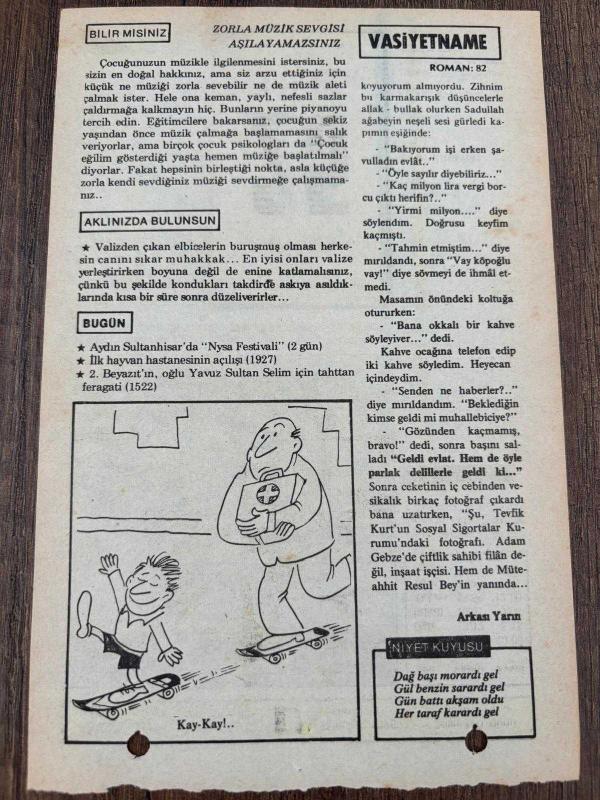 BİLİR MİSİNİZ
ZORLA MÜZİK SEVGİSİ
AŞILAYAMAZSINIZ
Çocuğunuzun müzikle ilgilenmesini istersiniz, bu
sizin en doğal hakkınız, ama siz arzu ettiğiniz için
küçük ne müziği zorla sevebilir ne de müzik aleti
çalmak ister. Hele ona keman, yaylı, nefesli sazlar
çaldırmağa kalkmayın hiç. Bunların yerine piyanoyu
tercih edin. Eğitimcilere bakarsanız, çocuğun sekiz
yaşından önce müzik çalmağa başlamamasını salık
veriyorlar, ama birçok çocuk psikologları da "Çocuk
eğilim gösterdiği yaşta hemen müziğe başlatılmalı"
diyorlar. Fakat hepsinin birleştiği nokta, asla küçüğe
zorla kendi sevdiğiniz müziği sevdirmeğe çalışmama-
nız..
AKLINIZDA BULUNSUN
★ Valizden çıkan elbicelerin buruşmuş olması herke-
sin canını sıkar muhakkak... En iyisi onları valize
yerleştirirken boyuna değil de enine katlamalısınız,
çünkü bu şekilde kondukları takdirde askıya asıldık-
larında kısa bir süre sonra düzeliverirler...
BUGÜN
★ Aydın Sultanhisar'da "Nysa Festivali" (2 gün)
★ İlk hayvan hastanesinin açılışı (1927)
★ 2. Beyazıt'ın, oğlu Yavuz Sultan Selim için tahttan
feragati (1522)
Kay-Kay!..
VASİYETNAME
ROMAN: 82
koyuyorum almıyordu. Zihnim
bu karmakarışık düşüncelerle
allak - bullak olurken Sadullah
ağabeyin neşeli sesi gürledi ka-
pımın eşiğinde:
- "Bakıyorum işi erken şa-
vulladın evlât.."
- "Öyle sayılır diyebiliriz..."
- "Kaç milyon lira vergi bor-
cu çıktı herifin?.."
- "Yirmi milyon...." diye
söylendim. Doğrusu keyfim
kaçmıştı.
- "Tahmin etmiştim..." diye
mırıldandı, sonra "Vay köpoğlu
vay!" diye sövmeyi de ihmâl et-
medi.
Masamın önündeki koltuğa
otururken:
- "Bana okkalı bir kahve
söyleyiver..." dedi.
Kahve ocağına telefon edip
iki kahve söyledim. Heyecan
içindeydim.
- "Senden ne haberler?.."
diye mırıldandım. "Beklediğin
kimse geldi mi muhallebiciye?"
- "Gözünden kaçmamış,
bravo!" dedi, sonra başını sal-
ladı "Geldi evlat. Hem de öyle
parlak delillerle geldi ki..."
Sonra ceketinin iç cebinden ve-
sikalık birkaç fotoğraf çıkardı
bana uzatırken, "Şu, Tevfik
Kurt'un Sosyal Sigortalar Ku-
rumu'ndaki fotoğrafı. Adam
Gebze'de çiftlik sahibi filân de-
ğil, inşaat işçisi. Hem de Müte-
ahhit Resul Bey'in yanında...
Arkası Yarın
NİYET KUYUSU
Dağ başı morardı gel
Gül benzin sarardı gel
Gün battı akşam oldu
Her taraf karardı gel